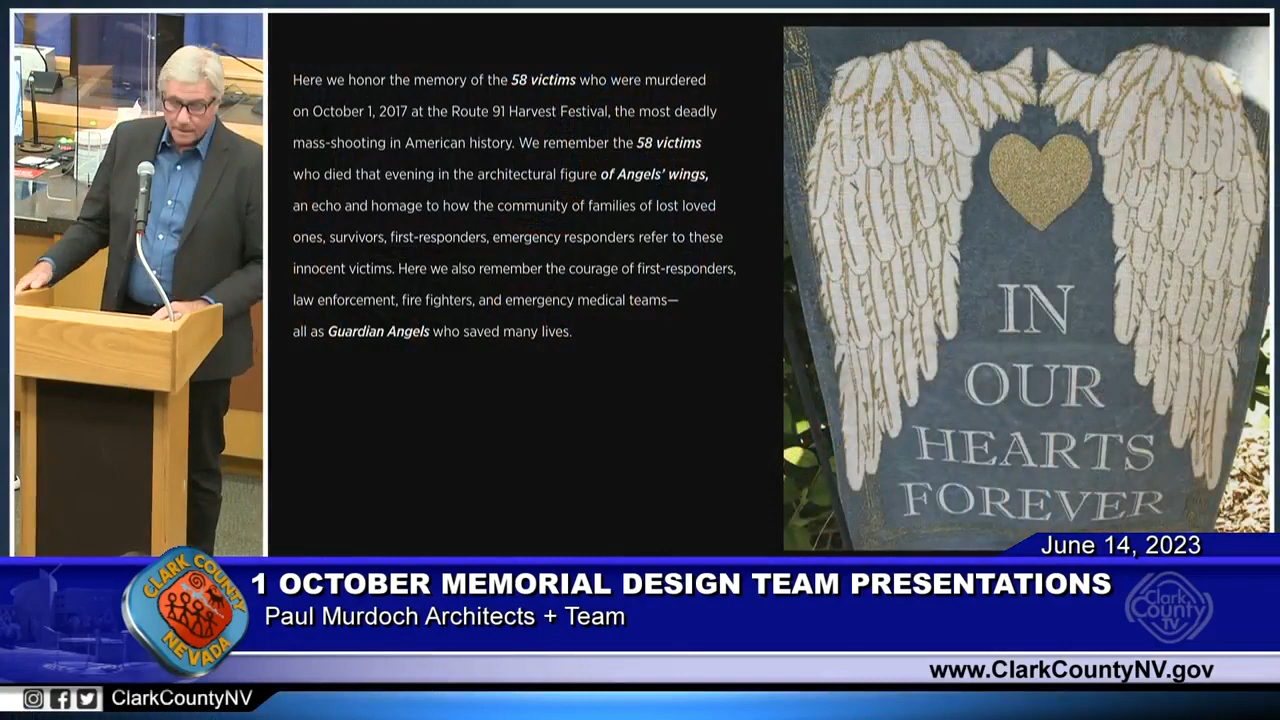 Here we honor the memory of the 58 victims who were murdered
on October 1, 2017 at the Route 91 Harvest Festival, the most deadly
mass-shooting in American history. We remember the 58 victims
who died that evening in the architectural figure of Angels' wings,
an echo and homage to how the community of families of lost loved
ones, survivors, first-responders, emergency responders refer to these
innocent victims. Here we also remember the courage of first-responders,
law enforcement, fire fighters, and emergency medical teams—
all as Guardian Angels who saved many lives.
IN
OUR
HEARTS
FOREVER
June 14, 2023
CLARK COUNTY
NEVADA
1 OCTOBER MEMORIAL DESIGN TEAM PRESENTATIONS
Paul Murdoch Architects + Team
Clark
County
TV
www.ClarkCountyNV.gov
ClarkCountyNV